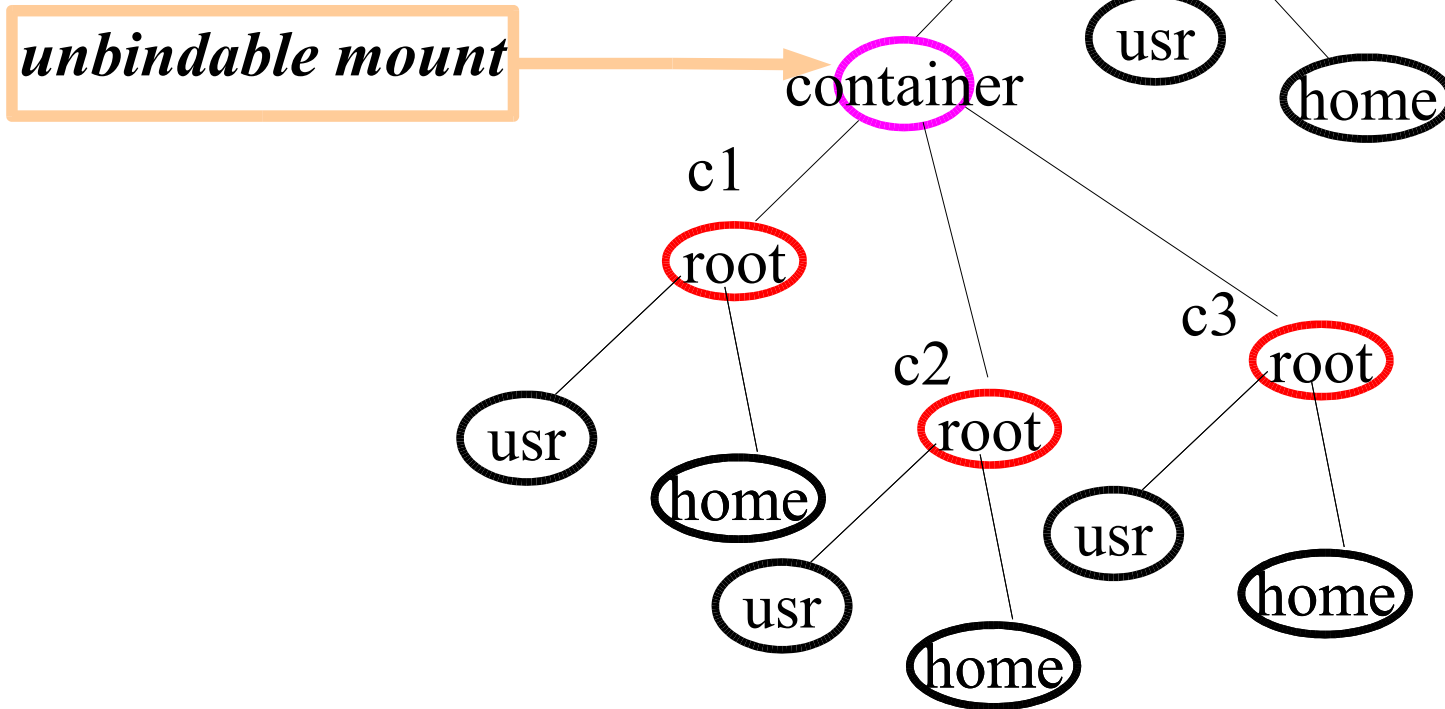 unbindable mount
usr
container
home
c1
root
c3
root
c2
root
usr
home
usr
usr
home
home